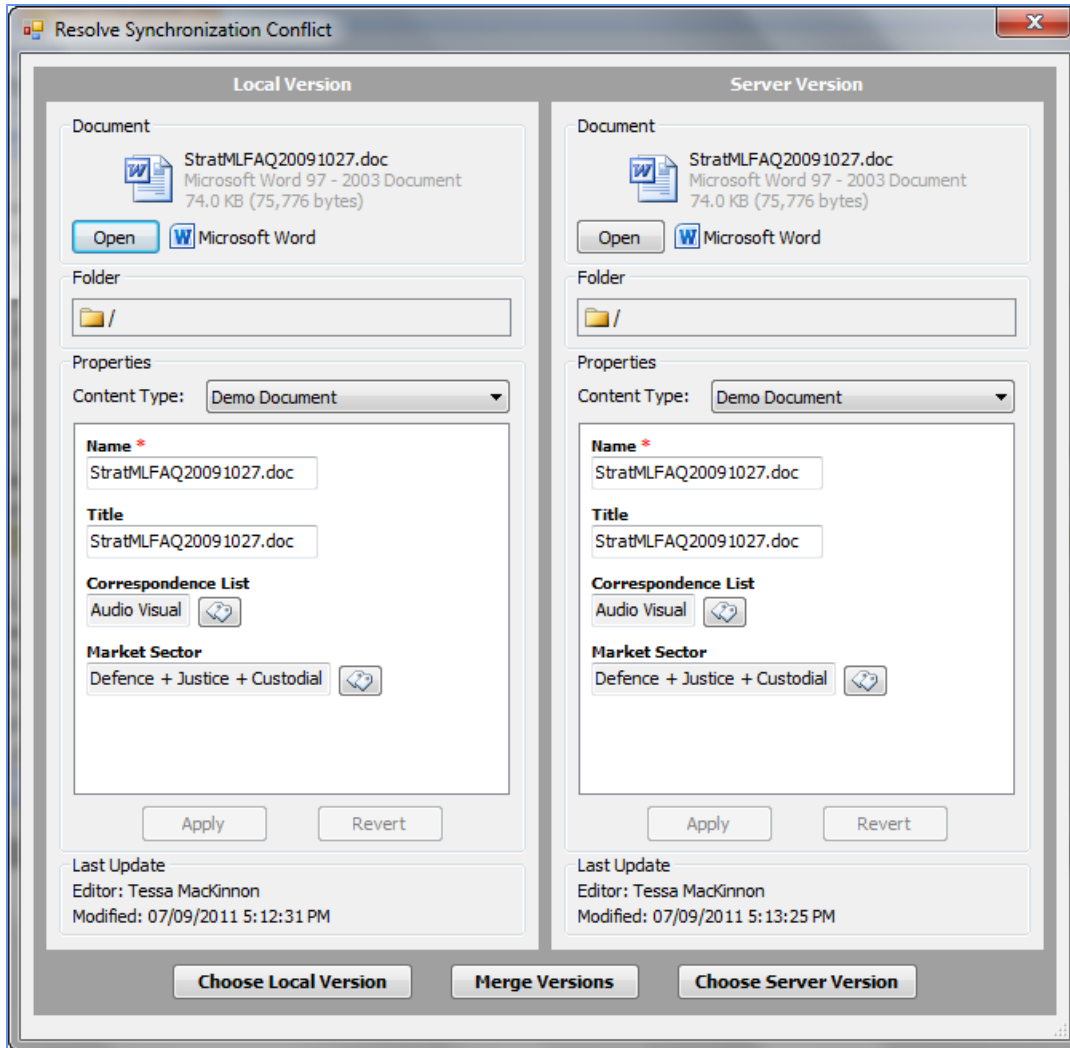 Resolve Synchronization Conflict
Local Version
Document
StratMLFAQ20091027.doc
Microsoft Word 97 - 2003 Document
74.0 KB (75,776 bytes)
Open
Microsoft Word
Folder
/
Properties
Content Type: Demo Document
Name *
StratMLFAQ20091027.doc
Title
StratMLFAQ20091027.doc
Correspondence List
Audio Visual
Market Sector
Defence + Justice + Custodial
Apply Revert
Last Update
Editor: Tessa MacKinnon
Modified: 07/09/2011 5:12:31 PM
Server Version
Document
StratMLFAQ20091027.doc
Microsoft Word 97 - 2003 Document
74.0 KB (75,776 bytes)
Open
Microsoft Word
Folder
/
Properties
Content Type: Demo Document
Name *
StratMLFAQ20091027.doc
Title
StratMLFAQ20091027.doc
Correspondence List
Audio Visual
Market Sector
Defence + Justice + Custodial
Apply Revert
Last Update
Editor: Tessa MacKinnon
Modified: 07/09/2011 5:13:25 PM
Choose Local Version Merge Versions Choose Server Version